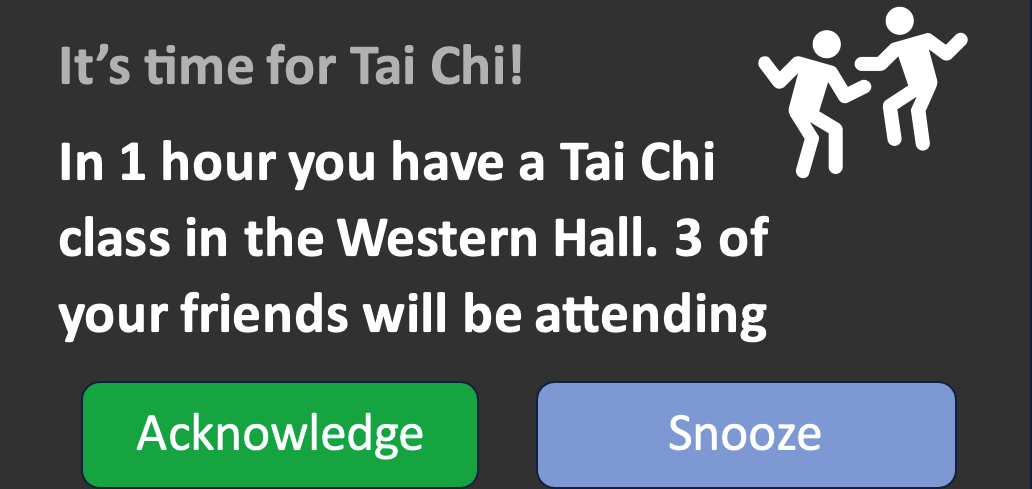 It’s time for Tai Chi!
In 1 hour you have a Tai Chi
class in the Western Hall. 3 of
your friends will be attending
Acknowledge
Snooze